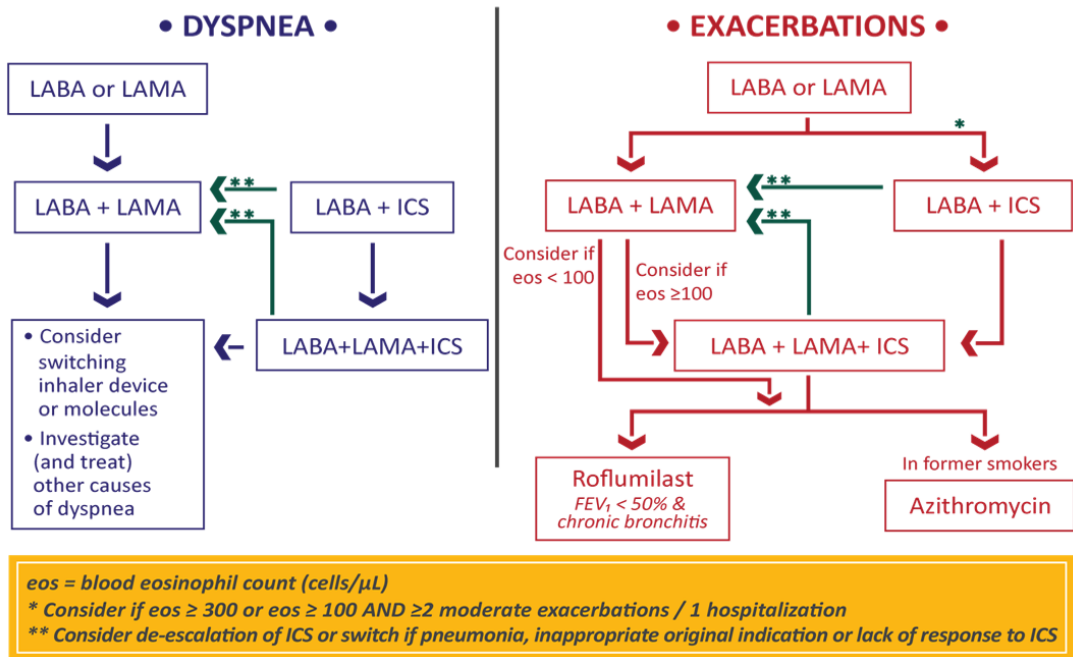 • DYSPNEA •
LABA or LAMA
**
LABA + LAMA
**
LABA + ICS
• Consider
switching
inhaler device
or molecules
• Investigate
(and treat)
other causes
of dyspnea
LABA+LAMA+ICS
• EXACERBATIONS •
LABA or LAMA
*
**
LABA + LAMA
**
LABA + ICS
Consider if
eos < 100
Consider if
eos ≥100
LABA + LAMA+ ICS
Roflumilast
FEV₁ < 50% &
chronic bronchitis
In former smokers
Azithromycin
eos = blood eosinophil count (cells/μL)
* Consider if eos ≥ 300 or eos ≥ 100 AND ≥2 moderate exacerbations / 1 hospitalization
** Consider de-escalation of ICS or switch if pneumonia, inappropriate original indication or lack of response to ICS